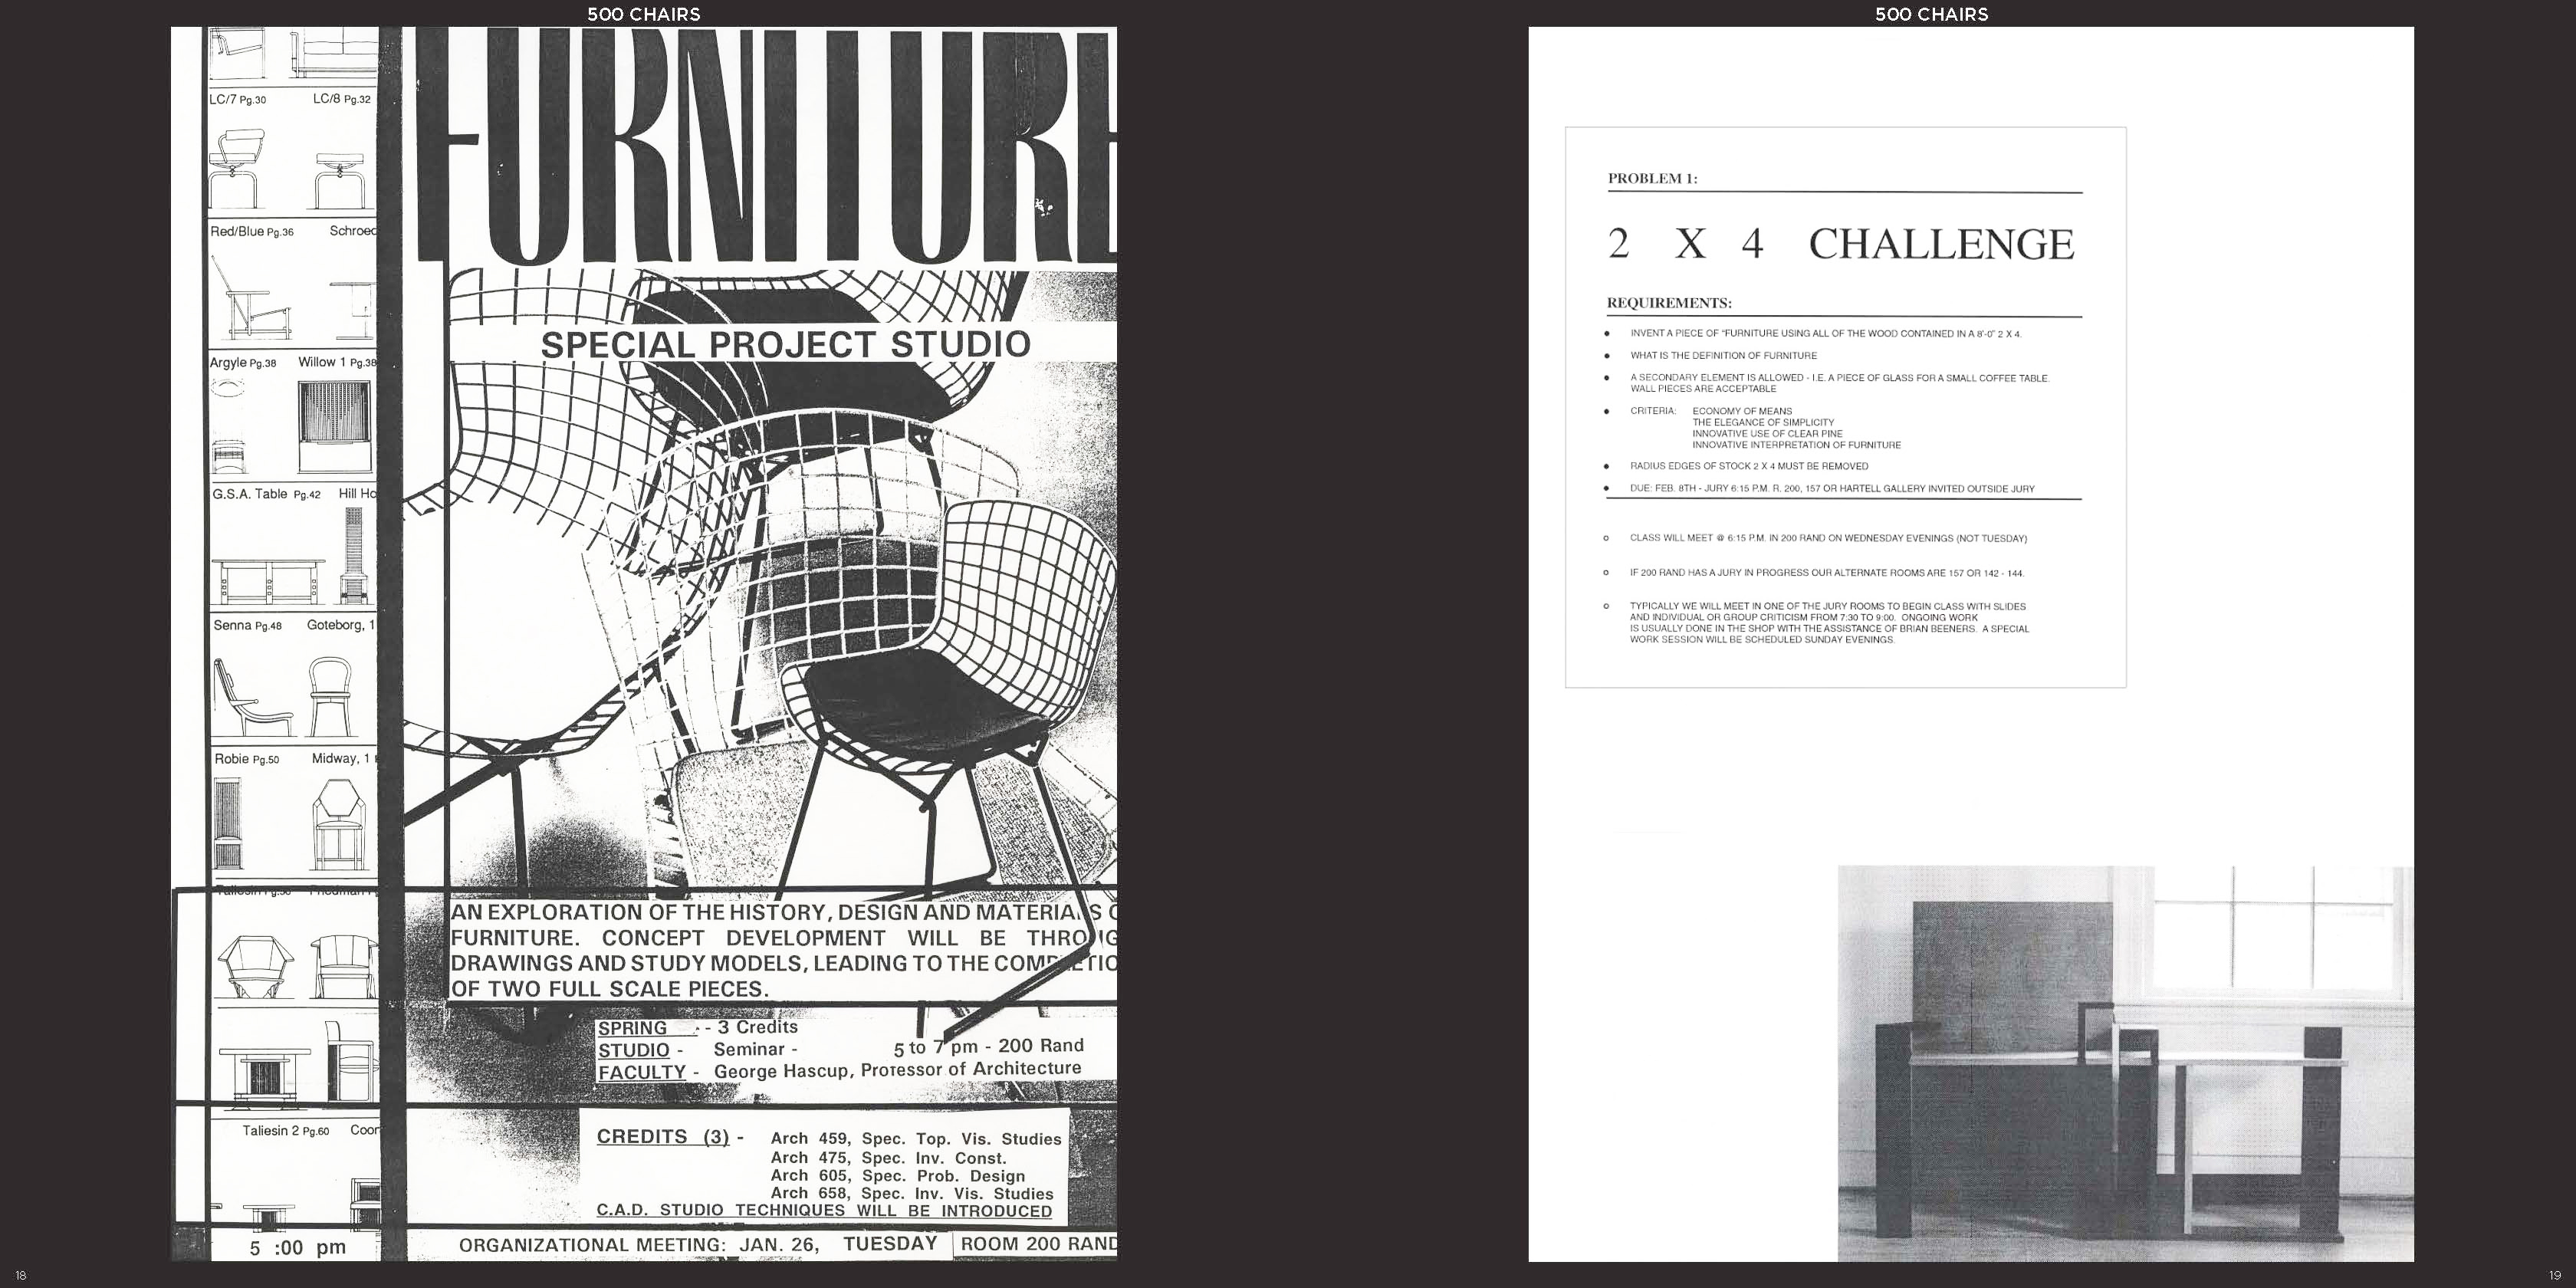 500 CHAIRS
LC/7 Pg.30 LC/8 Pg.32
Red/Blue Pg.36 Schroed
Argyle Pg.38 Willow 1 Pg.38
G.S.A. Table Pg.42 Hill Ho
Senna Pg.48 Goteborg, 1
Robie Pg.50 Midway, 1
Taliesin 2 Pg.60 Coon
5 :00 pm
FURNITURE
SPECIAL PROJECT STUDIO
AN EXPLORATION OF THE HISTORY, DESIGN AND MATERIALS O
FURNITURE. CONCEPT DEVELOPMENT WILL BE THROUG
DRAWINGS AND STUDY MODELS, LEADING TO THE COMPLETIO
OF TWO FULL SCALE PIECES.
SPRING - 3 Credits
STUDIO - Seminar - 5 to 7 pm - 200 Rand
FACULTY - George Hascup, Professor of Architecture
CREDITS (3) - Arch 459, Spec. Top. Vis. Studies
Arch 475, Spec. Inv. Const.
Arch 605, Spec. Prob. Design
Arch 658, Spec. Inv. Vis. Studies
C.A.D. STUDIO TECHNIQUES WILL BE INTRODUCED
ORGANIZATIONAL MEETING: JAN. 26, TUESDAY ROOM 200 RAND
18
500 CHAIRS
PROBLEM 1:
2 X 4 CHALLENGE
REQUIREMENTS:
• INVENT A PIECE OF "FURNITURE USING ALL OF THE WOOD CONTAINED IN A 8'-0" 2 X 4.
• WHAT IS THE DEFINITION OF FURNITURE
• A SECONDARY ELEMENT IS ALLOWED - I.E. A PIECE OF GLASS FOR A SMALL COFFEE TABLE.
WALL PIECES ARE ACCEPTABLE
• CRITERIA: ECONOMY OF MEANS
THE ELEGANCE OF SIMPLICITY
INNOVATIVE USE OF CLEAR PINE
INNOVATIVE INTERPRETATION OF FURNITURE
• RADIUS EDGES OF STOCK 2 X 4 MUST BE REMOVED
• DUE: FEB. 8TH - JURY 6:15 P.M. R. 200, 157 OR HARTELL GALLERY INVITED OUTSIDE JURY
o CLASS WILL MEET @ 6:15 P.M. IN 200 RAND ON WEDNESDAY EVENINGS (NOT TUESDAY)
o IF 200 RAND HAS A JURY IN PROGRESS OUR ALTERNATE ROOMS ARE 157 OR 142 - 144.
o TYPICALLY WE WILL MEET IN ONE OF THE JURY ROOMS TO BEGIN CLASS WITH SLIDES
AND INDIVIDUAL OR GROUP CRITICISM FROM 7:30 TO 9:00. ONGOING WORK
IS USUALLY DONE IN THE SHOP WITH THE ASSISTANCE OF BRIAN BEENERS. A SPECIAL
WORK SESSION WILL BE SCHEDULED SUNDAY EVENINGS.
19